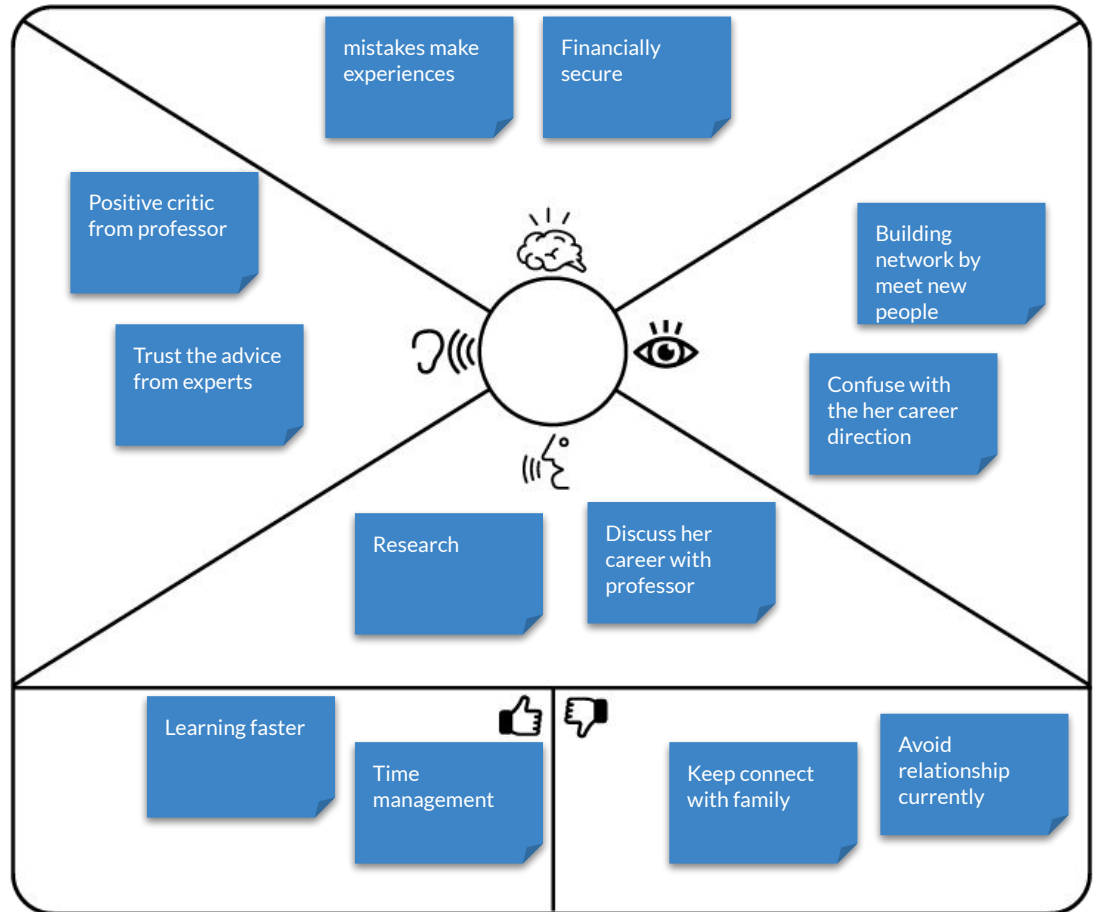 mistakes make
experiences
Financially
secure
Positive critic
from professor
Trust the advice
from experts
Building
network by
meet new
people
Confuse with
the her career
direction
Research
Discuss her
career with
professor
Learning faster
Time
management
Keep connect
with family
Avoid
relationship
currently